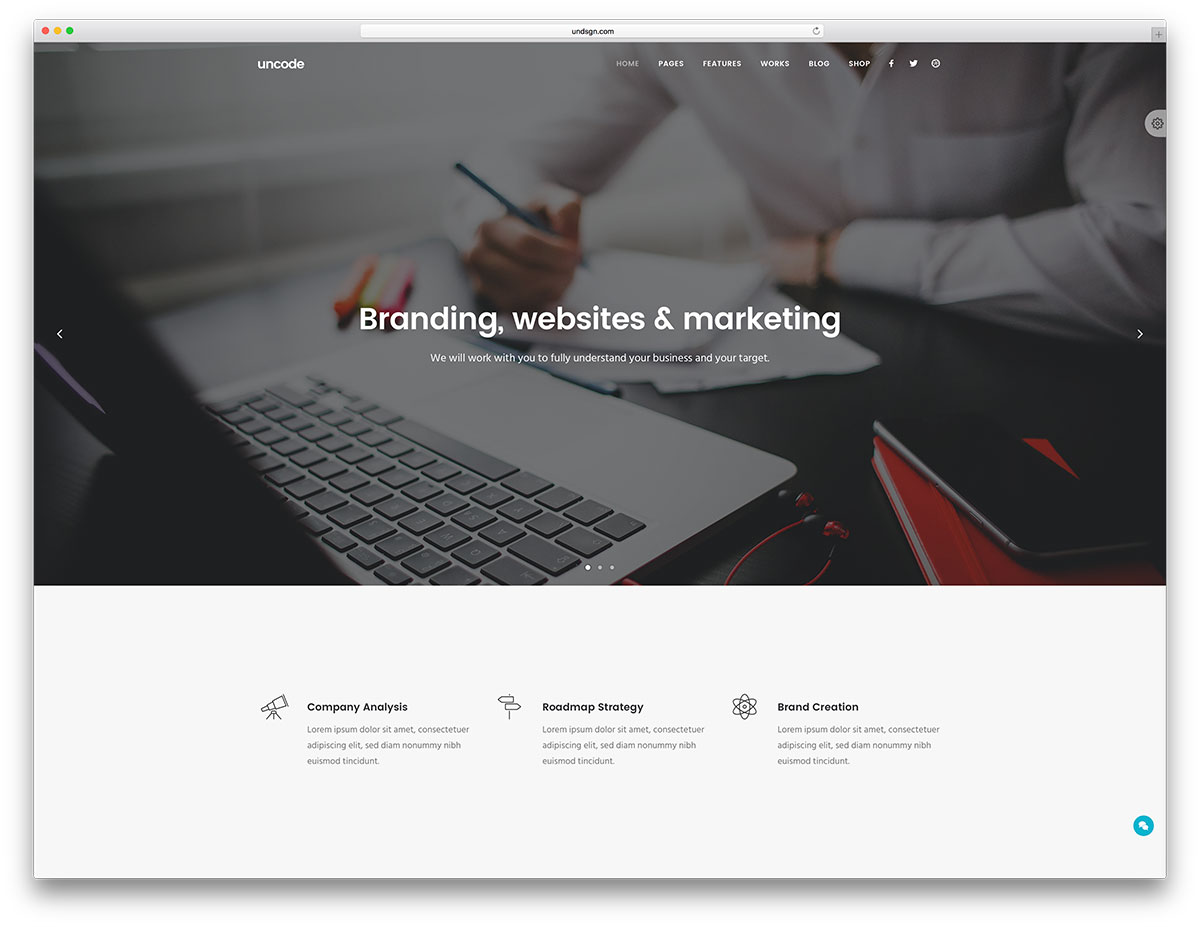 undsgn.com
uncode
HOME PAGES FEATURES WORKS BLOG SHOP
Branding, websites & marketing
We will work with you to fully understand your business and your target.
Company Analysis
Lorem ipsum dolor sit amet, consectetuer
adipiscing elit, sed diam nonummy nibh
euismod tincidunt.
Roadmap Strategy
Lorem ipsum dolor sit amet, consectetuer
adipiscing elit, sed diam nonummy nibh
euismod tincidunt.
Brand Creation
Lorem ipsum dolor sit amet, consectetuer
adipiscing elit, sed diam nonummy nibh
euismod tincidunt.